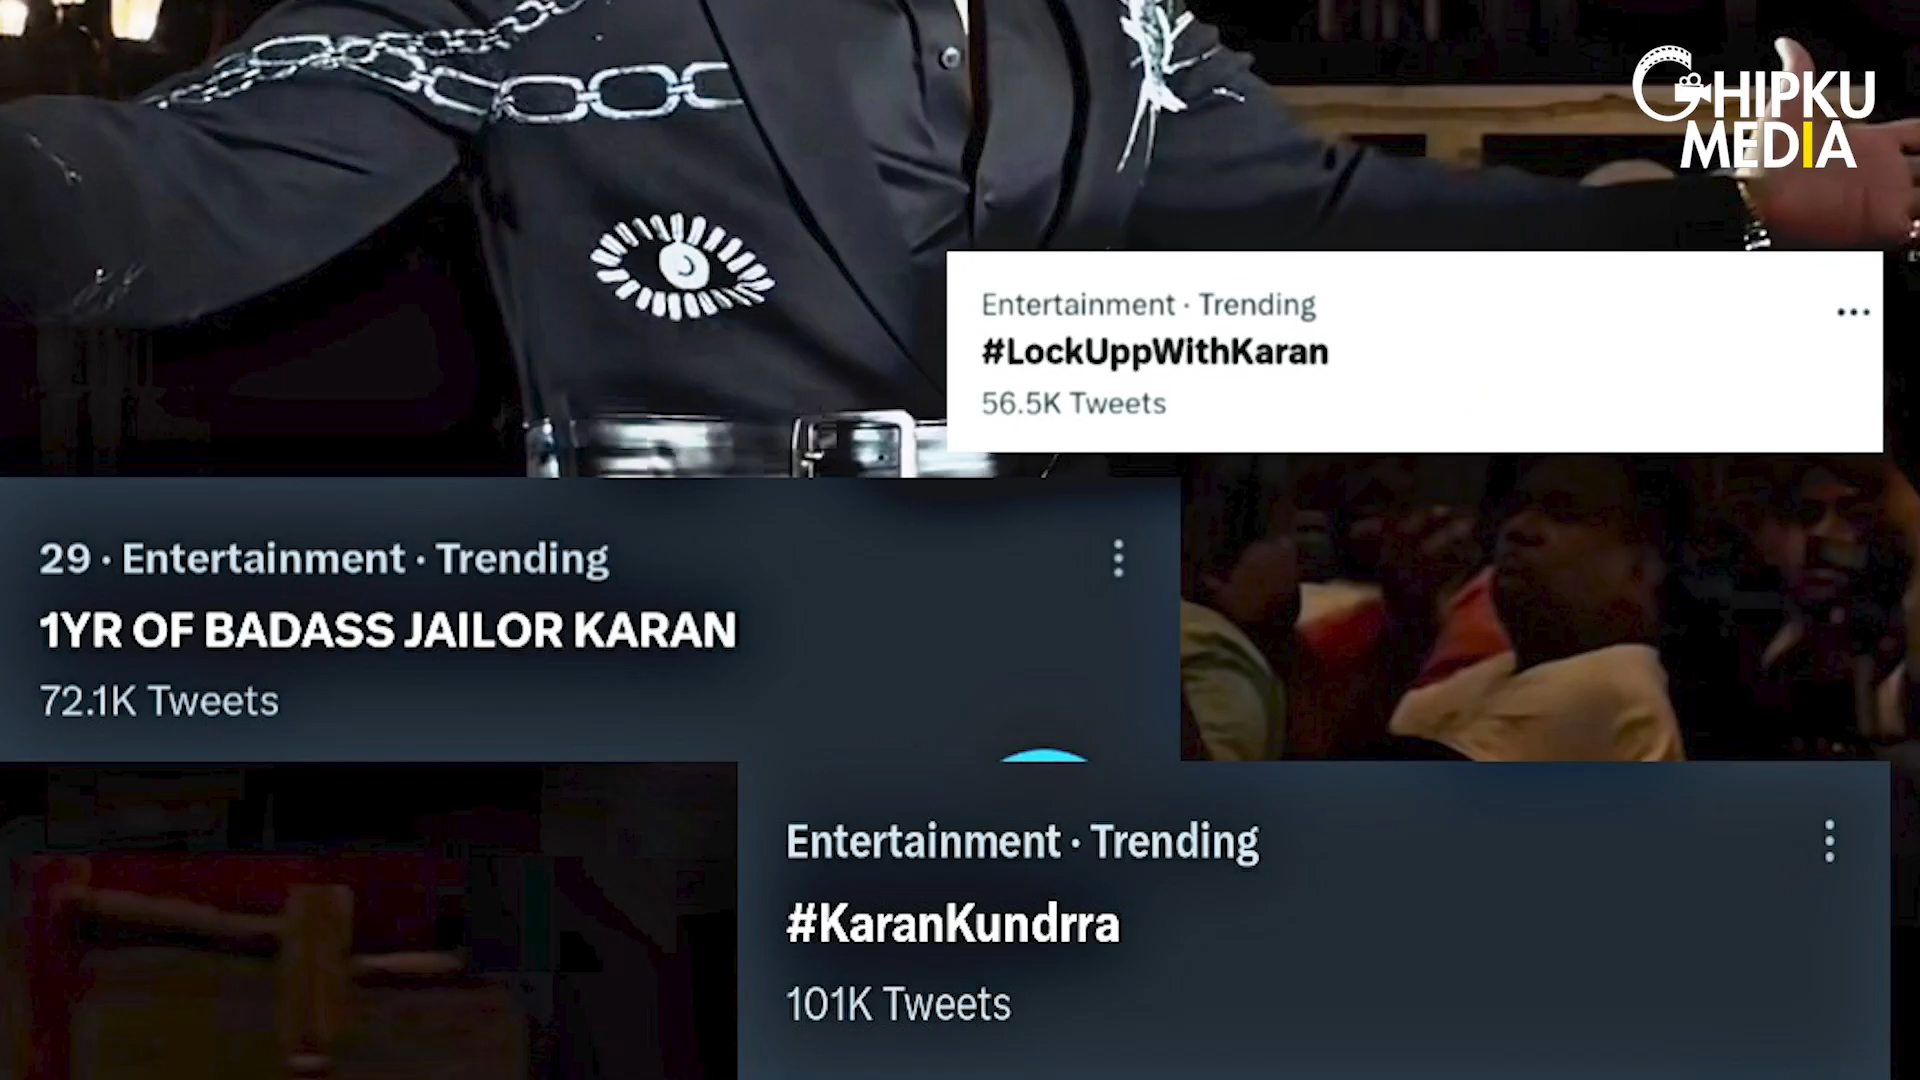 GHIPKU
MEDIA
Entertainment · Trending
#LockUppWithKaran
56.5K Tweets
29 · Entertainment · Trending
1YR OF BADASS JAILOR KARAN
72.1K Tweets
Entertainment · Trending
#KaranKundrra
101K Tweets